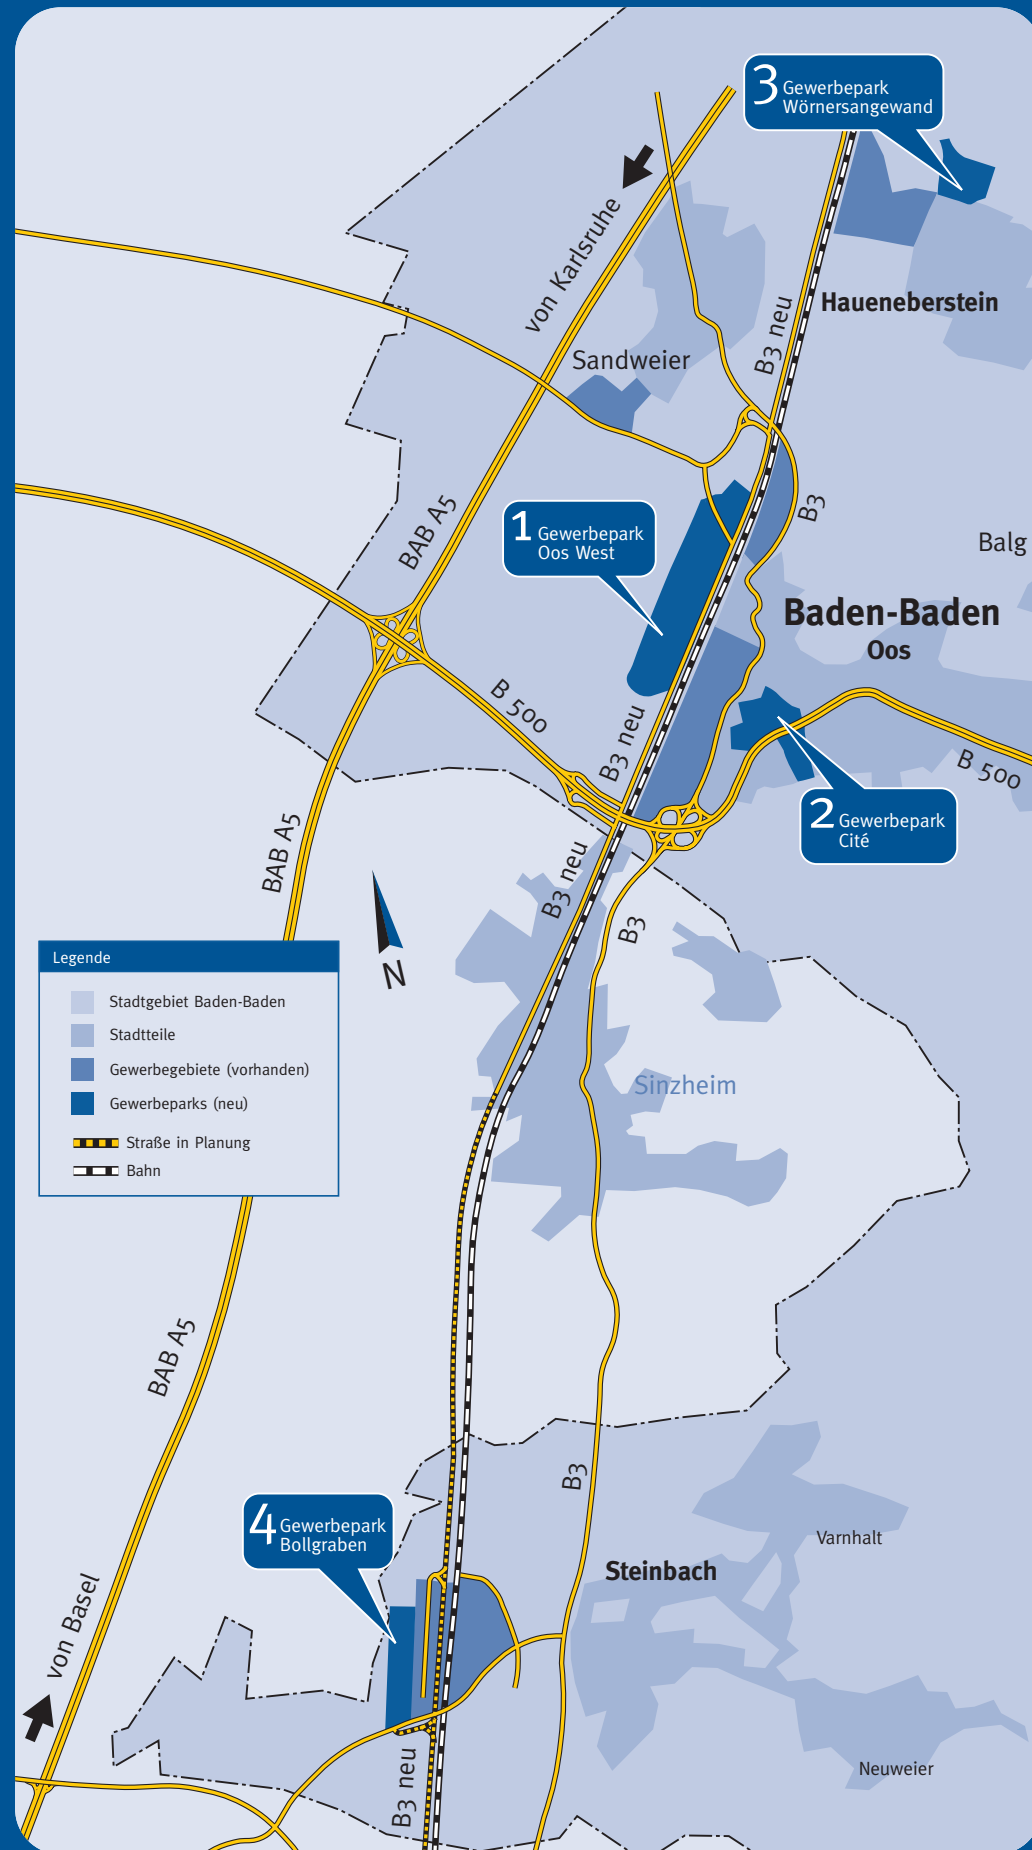 3 Gewerbepark
Wörnersangewand
von Karlsruhe
B3 neu
Haueneberstein
Sandweier
BAB A5
B3
1 Gewerbepark
Oos West
Balg
Baden-Baden
Oos
B 500
B3 neu
B 500
2 Gewerbepark
Cité
BAB A5
B3 neu
B3
N
Legende
Stadtgebiet Baden-Baden
Stadtteile
Gewerbegebiete (vorhanden)
Gewerbeparks (neu)
Straße in Planung
Bahn
Sinzheim
BAB A5
B3
4 Gewerbepark
Bollgraben
Varnhalt
Steinbach
von Basel
Neuweier
B3 neu